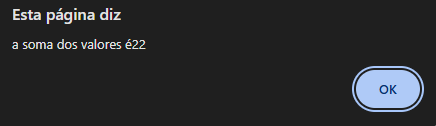 Esta página diz
a soma dos valores é22
OK